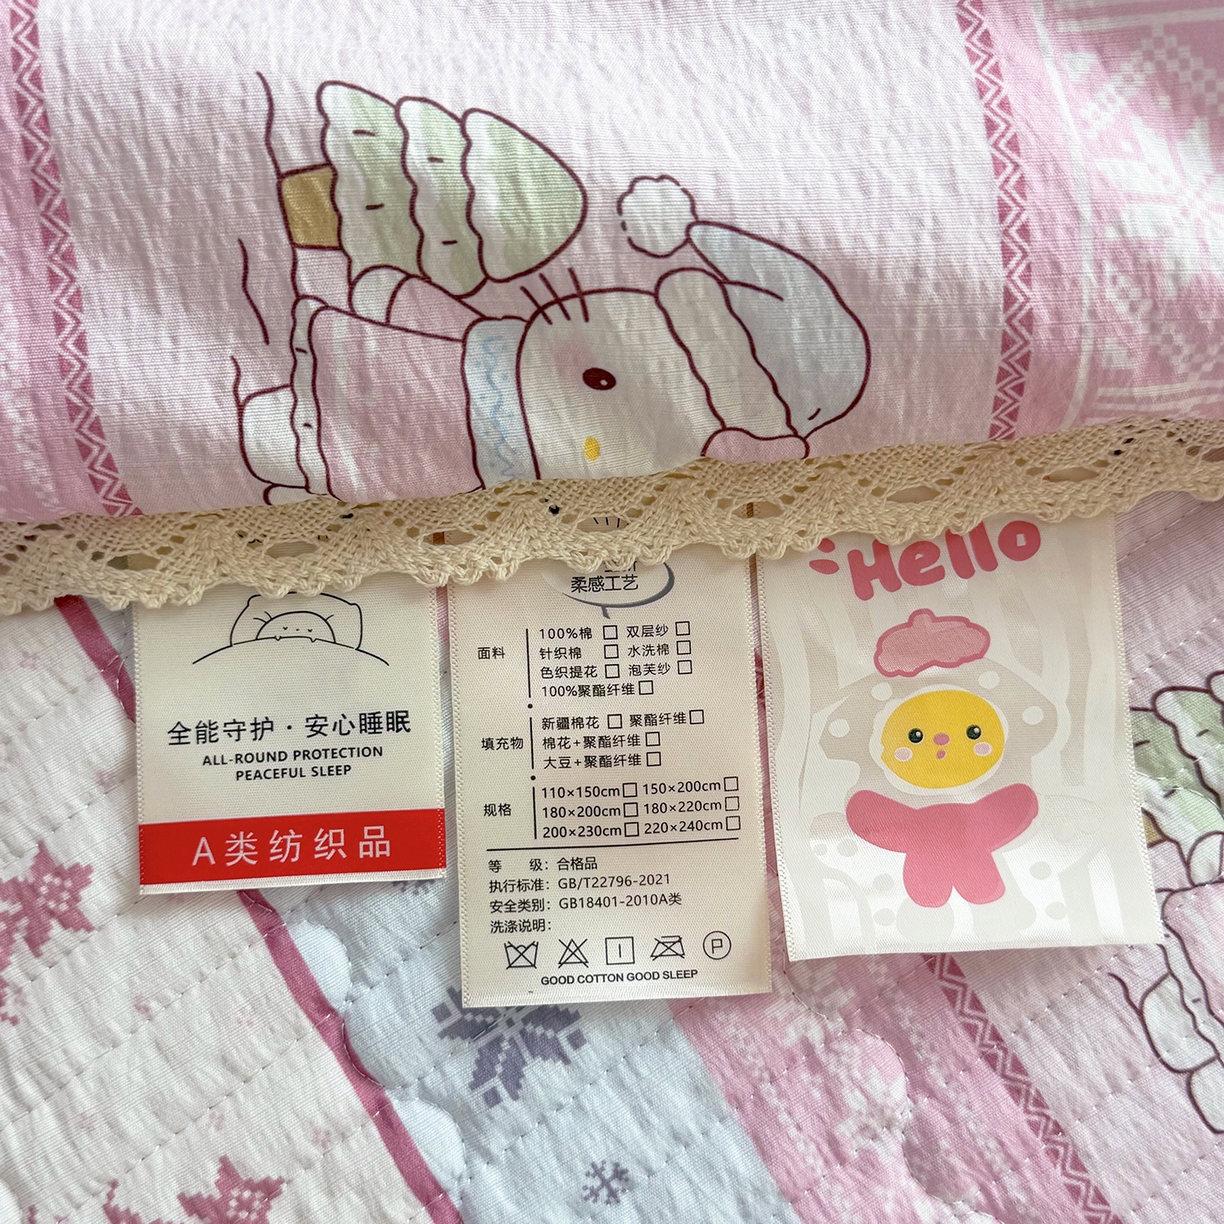 全能守护·安心睡眠
ALL-ROUND PROTECTION
PEACEFUL SLEEP
A类纺织品
柔感工艺
面料
100%棉 □ 双层纱 □
针织棉 □ 水洗棉 □
色织提花 □ 泡芙纱 □
100%聚酯纤维 □
填充物
新疆棉花 □ 聚酯纤维 □
棉花+聚酯纤维 □
大豆+聚酯纤维 □
规格
110×150cm □ 150×200cm □
180×200cm □ 180×220cm □
200×230cm □ 220×240cm □
等 级：合格品
执行标准：GB/T22796-2021
安全类别：GB18401-2010A类
洗涤说明：
P
GOOD COTTON GOOD SLEEP
Hello